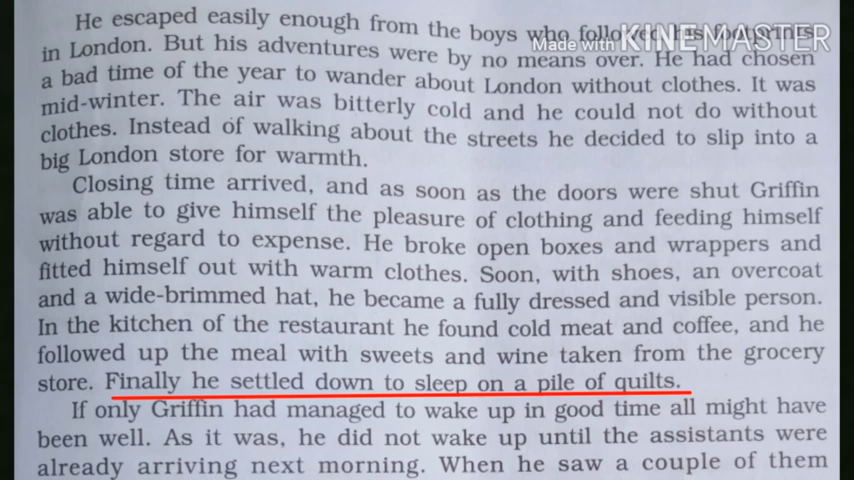 He escaped easily enough from the boys who followed his footprints
in London. But his adventures were by no means over. He had chosen
a bad time of the year to wander about London without clothes. It was
mid-winter. The air was bitterly cold and he could not do without
clothes. Instead of walking about the streets he decided to slip into a
big London store for warmth.
Closing time arrived, and as soon as the doors were shut Griffin
was able to give himself the pleasure of clothing and feeding himself
without regard to expense. He broke open boxes and wrappers and
fitted himself out with warm clothes. Soon, with shoes, an overcoat
and a wide-brimmed hat, he became a fully dressed and visible person.
In the kitchen of the restaurant he found cold meat and coffee, and he
followed up the meal with sweets and wine taken from the grocery
store. Finally he settled down to sleep on a pile of quilts.
If only Griffin had managed to wake up in good time all might have
been well. As it was, he did not wake up until the assistants were
already arriving next morning. When he saw a couple of them
Made with KINEMASTER